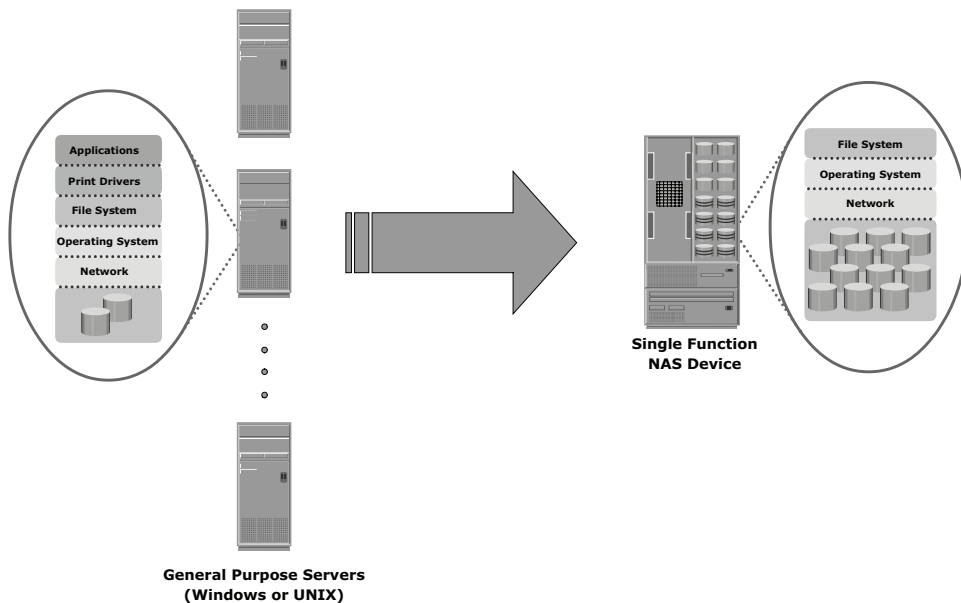 Applications
Print Drivers
File System
Operating System
Network
General Purpose Servers
(Windows or UNIX)
Single Function
NAS Device
File System
Operating System
Network